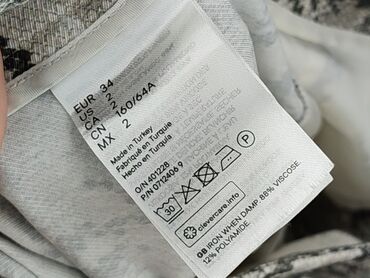 EUR 34
US 2
CA 2
CN 160/64A
MX 2
Made in Turkey
Fabriqué en Turquie
Hecho en Turquía
O/N 401228
P/N 0712406 9
30
P
clevercare.info
GB IRON WHEN DAMP. 88% VISCOSE.
12% POLYAMIDE